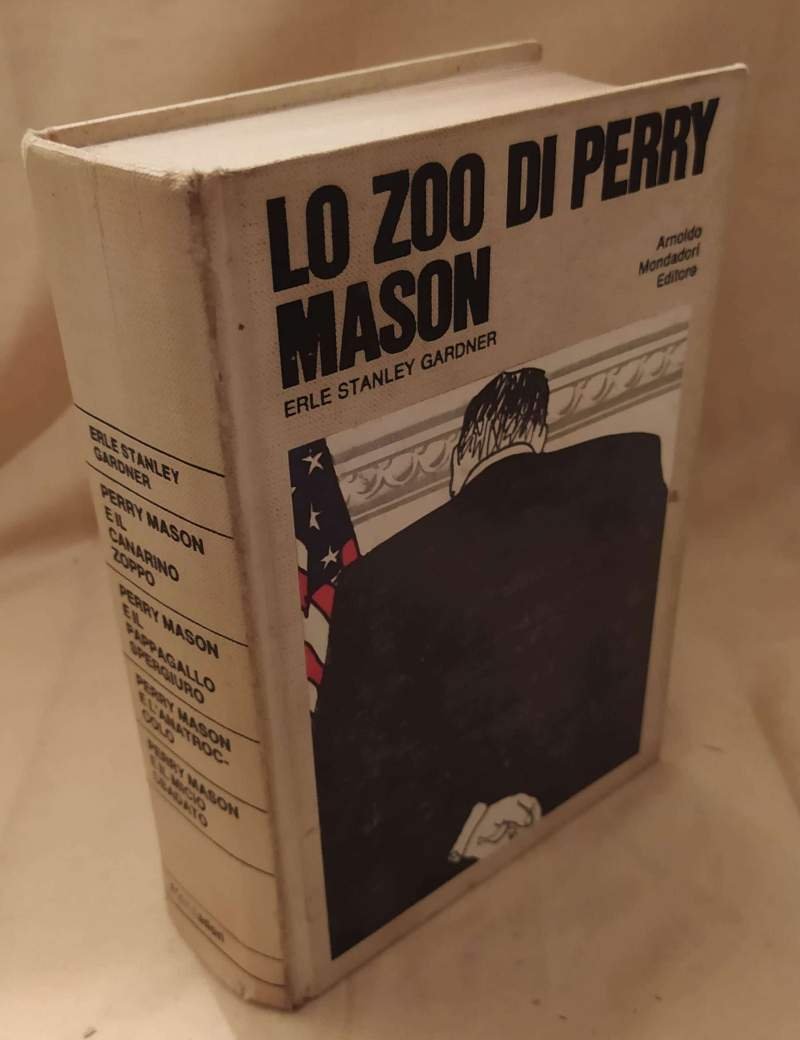 LO ZOO DI PERRY
MASON
ERLE STANLEY GARDNER
Arnoldo
Mondadori
Editore
ERLE STANLEY
GARDNER
PERRY MASON
E IL
CANARINO
ZOPPO
PERRY MASON
E IL
PAPPAGALLO
SPERGIURO
PERRY MASON
E L'ANATROC-
COLO
PERRY MASON
E IL MICIO